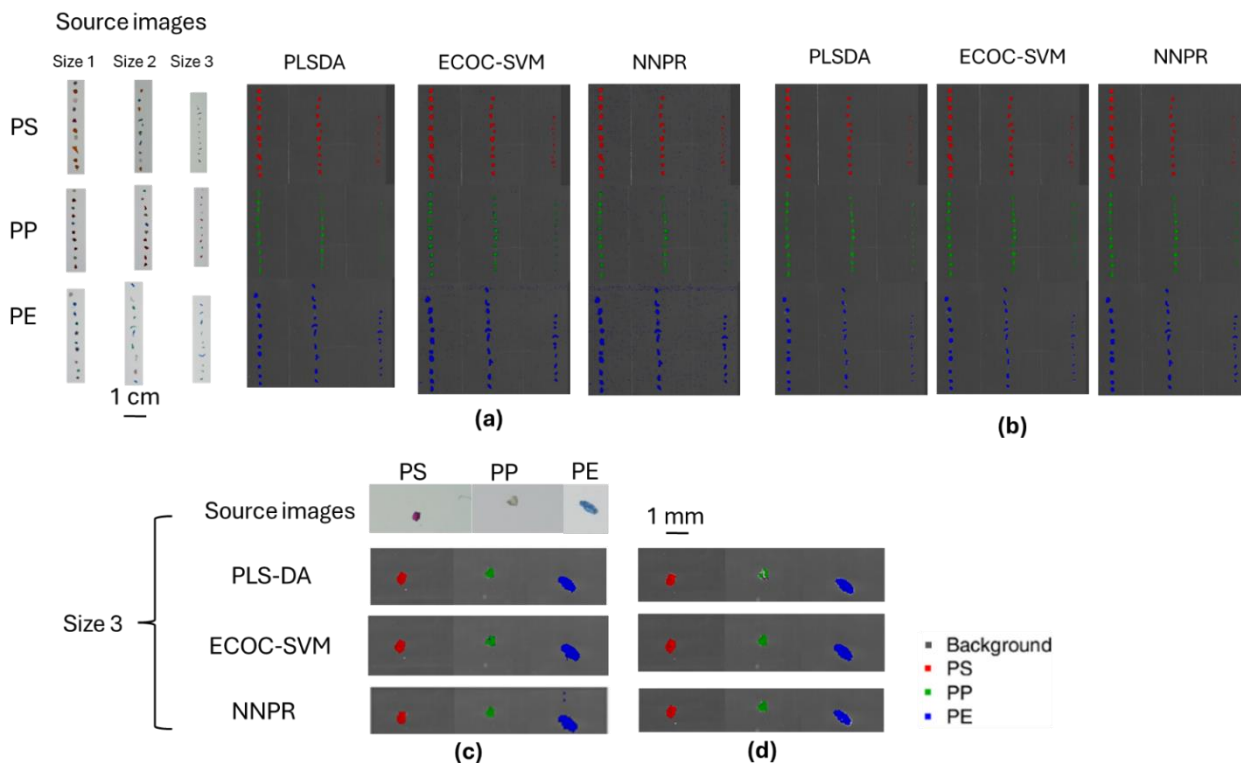 Source images
Size 1 Size 2 Size 3
PLSDA ECOC-SVM NNPR PLSDA ECOC-SVM NNPR
PS
PP
PE
1 cm
(a) (b)
PS PP PE
Source images
1 mm
PLS-DA
Size 3
ECOC-SVM
NNPR
Background
PS
PP
PE
(c) (d)